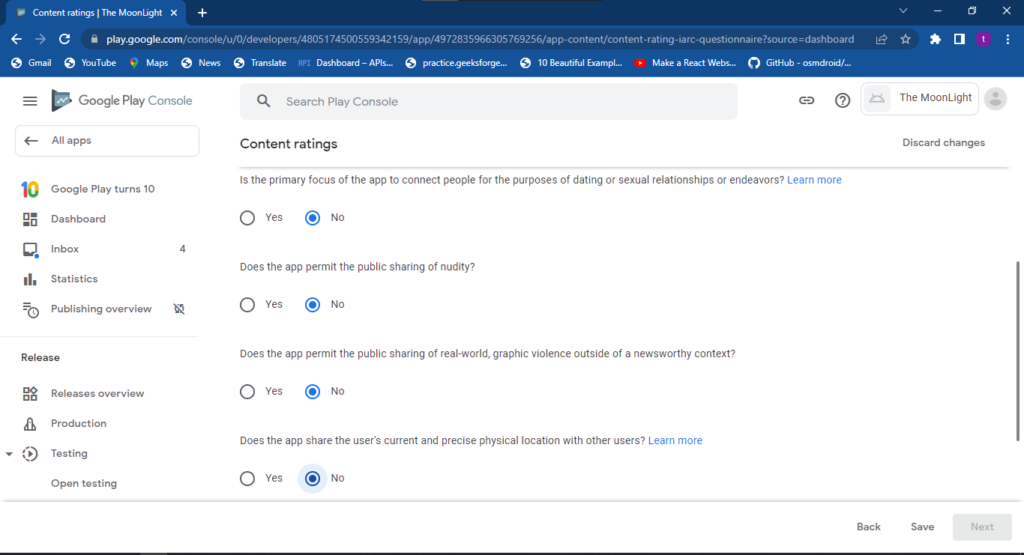 Content ratings | The MoonLight
play.google.com/console/u/0/developers/4805174500559342159/app/4972835966305769256/app-content/content-rating-iarc-questionnaire?source=dashboard
t
Gmail YouTube Maps News Translate API Dashboard – APIs... practice.geeksforge... 10 Beautiful Exampl... Make a React Webs... GitHub - osmdroid/...
Google Play Console
Search Play Console
The MoonLight
All apps
Content ratings
Discard changes
10 Google Play turns 10
Dashboard
Inbox 4
Statistics
Publishing overview
Release
Releases overview
Production
Testing
Open testing
Is the primary focus of the app to connect people for the purposes of dating or sexual relationships or endeavors? Learn more
Yes No
Does the app permit the public sharing of nudity?
Yes No
Does the app permit the public sharing of real-world, graphic violence outside of a newsworthy context?
Yes No
Does the app share the user's current and precise physical location with other users? Learn more
Yes No
Back Save Next